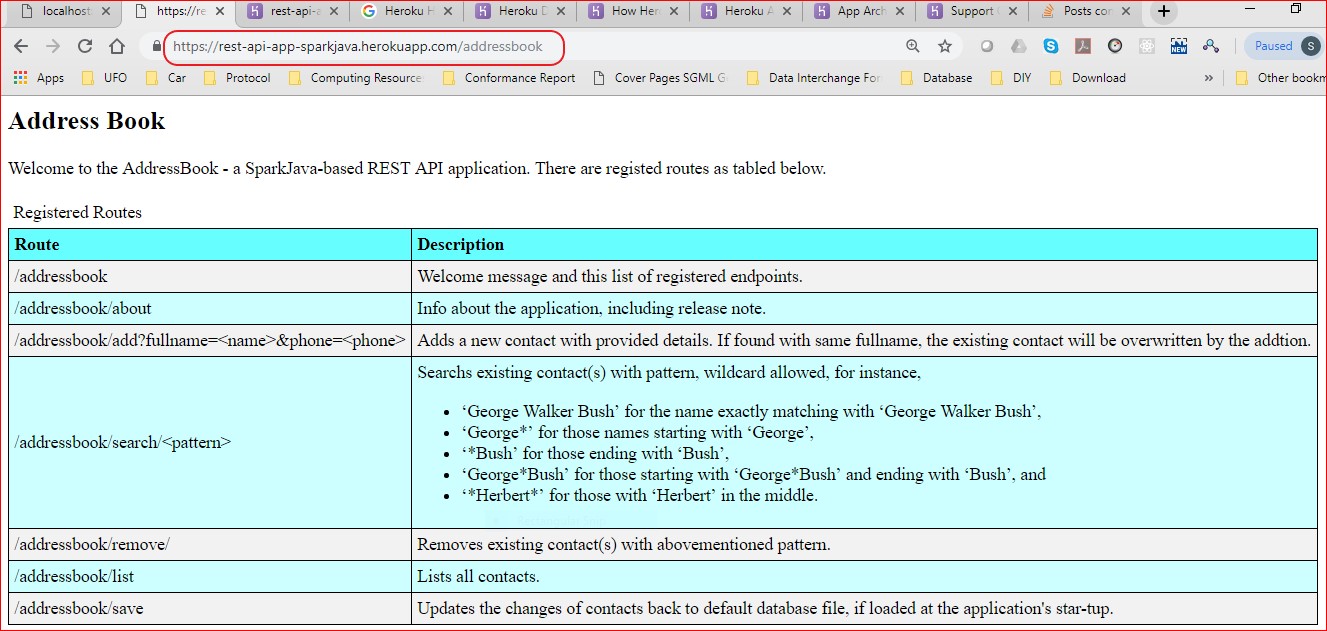 localhost:
https://re
rest-api-a
Heroku H
Heroku D
How Her
Heroku A
App Arch
Support
Posts con
https://rest-api-app-sparkjava.herokuapp.com/addressbook
NEW
Paused
S
Apps
UFO
Car
Protocol
Computing Resource
Conformance Report
Cover Pages SGML G
Data Interchange For
Database
DIY
Download
»
Other bookm
Address Book
Welcome to the AddressBook - a SparkJava-based REST API application. There are registed routes as tabled below.
Registered Routes
Route Description
/addressbook Welcome message and this list of registered endpoints.
/addressbook/about Info about the application, including release note.
/addressbook/add?fullname=<name>&phone=<phone> Adds a new contact with provided details. If found with same fullname, the existing contact will be overwritten by the addtion.
/addressbook/search/<pattern>
Searchs existing contact(s) with pattern, wildcard allowed, for instance,
• ‘George Walker Bush’ for the name exactly matching with ‘George Walker Bush’,
• ‘George*’ for those names starting with ‘George’,
• ‘*Bush’ for those ending with ‘Bush’,
• ‘George*Bush’ for those starting with ‘George*Bush’ and ending with ‘Bush’, and
• ‘*Herbert*’ for those with ‘Herbert’ in the middle.
/addressbook/remove/ Removes existing contact(s) with abovementioned pattern.
/addressbook/list Lists all contacts.
/addressbook/save Updates the changes of contacts back to default database file, if loaded at the application's star-tup.